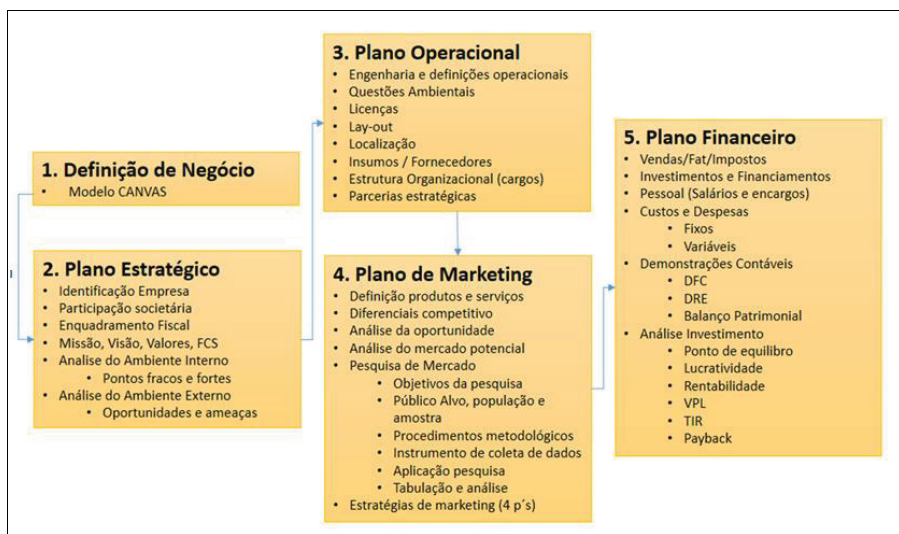 1. Definição de Negócio
• Modelo CANVAS
2. Plano Estratégico
• Identificação Empresa
• Participação societária
• Enquadramento Fiscal
• Missão, Visão, Valores, FCS
• Analise do Ambiente Interno
• Pontos fracos e fortes
• Análise do Ambiente Externo
• Oportunidades e ameaças
3. Plano Operacional
• Engenharia e definições operacionais
• Questões Ambientais
• Licenças
• Lay-out
• Localização
• Insumos / Fornecedores
• Estrutura Organizacional (cargos)
• Parcerias estratégicas
4. Plano de Marketing
• Definição produtos e serviços
• Diferenciais competitivo
• Análise da oportunidade
• Análise do mercado potencial
• Pesquisa de Mercado
• Objetivos da pesquisa
• Público Alvo, população e
amostra
• Procedimentos metodológicos
• Instrumento de coleta de dados
• Aplicação pesquisa
• Tabulação e análise
• Estratégias de marketing (4 p´s)
5. Plano Financeiro
• Vendas/Fat/Impostos
• Investimentos e Financiamentos
• Pessoal (Salários e encargos)
• Custos e Despesas
• Fixos
• Variáveis
• Demonstrações Contáveis
• DFC
• DRE
• Balanço Patrimonial
• Análise Investimento
• Ponto de equilibro
• Lucratividade
• Rentabilidade
• VPL
• TIR
• Payback